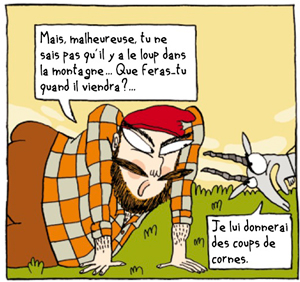 Mais, malheureuse, tu ne
sais pas qu'il y a le loup dans
la montagne... Que feras-tu
quand il viendra?...
Je lui donnerai
des coups de
cornes.